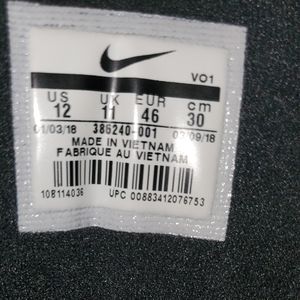 VO1
US UK EUR cm
12 11 46 30
01/03/18 386240-001 03/09/18
MADE IN VIETNAM
FABRIQUE AU VIETNAM
108114036 UPC 00883412076753